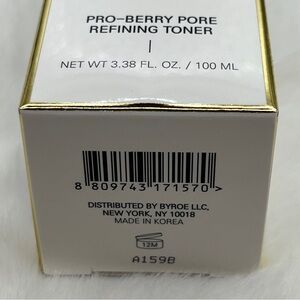 PRO-BERRY PORE
REFINING TONER
NET WT 3.38 FL. OZ. / 100 ML
8 809743 171570 >
DISTRIBUTED BY BYROE LLC,
NEW YORK, NY 10018
MADE IN KOREA
12M
A159B